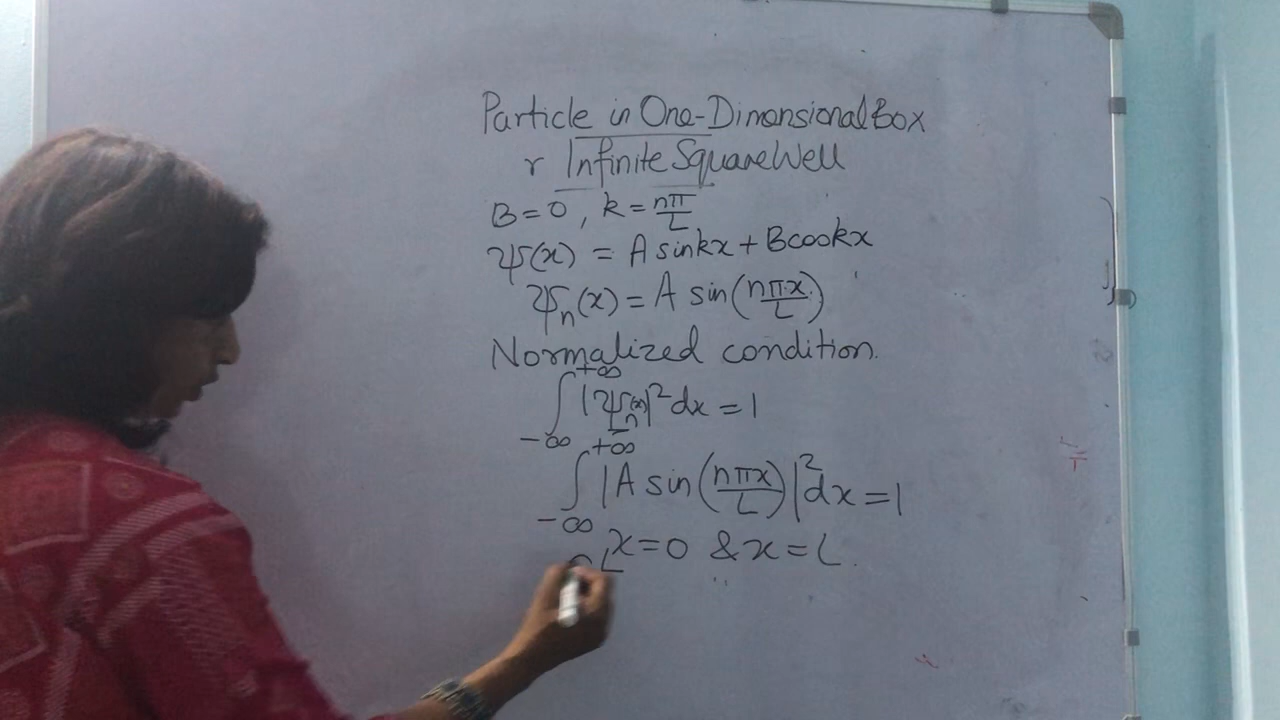 Particle in One-Dimensional Box
r Infinite Square Well
B = 0 , k = nπ/L
ψ(x) = A sinkx + B coskx
ψn(x) = A sin(nπx/L)
Normalized condition.
∫_{-∞}^{+∞} |ψn(x)|² dx = 1
∫_{-∞}^{+∞} |A sin(nπx/L)|² dx = 1
x = 0 & x = L.
∫ L